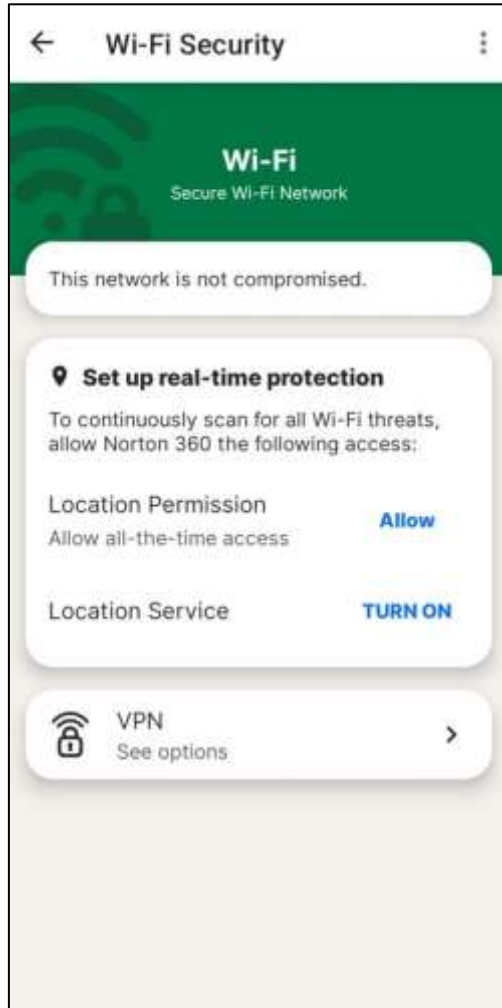 Wi-Fi Security
Wi-Fi
Secure Wi-Fi Network
This network is not compromised.
Set up real-time protection
To continuously scan for all Wi-Fi threats,
allow Norton 360 the following access:
Location Permission
Allow
Allow all-the-time access
Location Service
TURN ON
VPN
See options